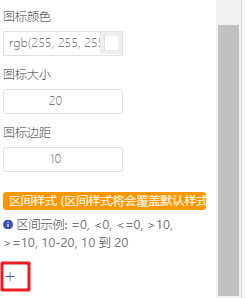 图标颜色
rgb(255, 255, 255
图标大小
20
图标边距
10
区间样式 (区间样式将会覆盖默认样式
区间示例: =0, <0, <=0, >10,
>=10, 10-20, 10 到 20
+